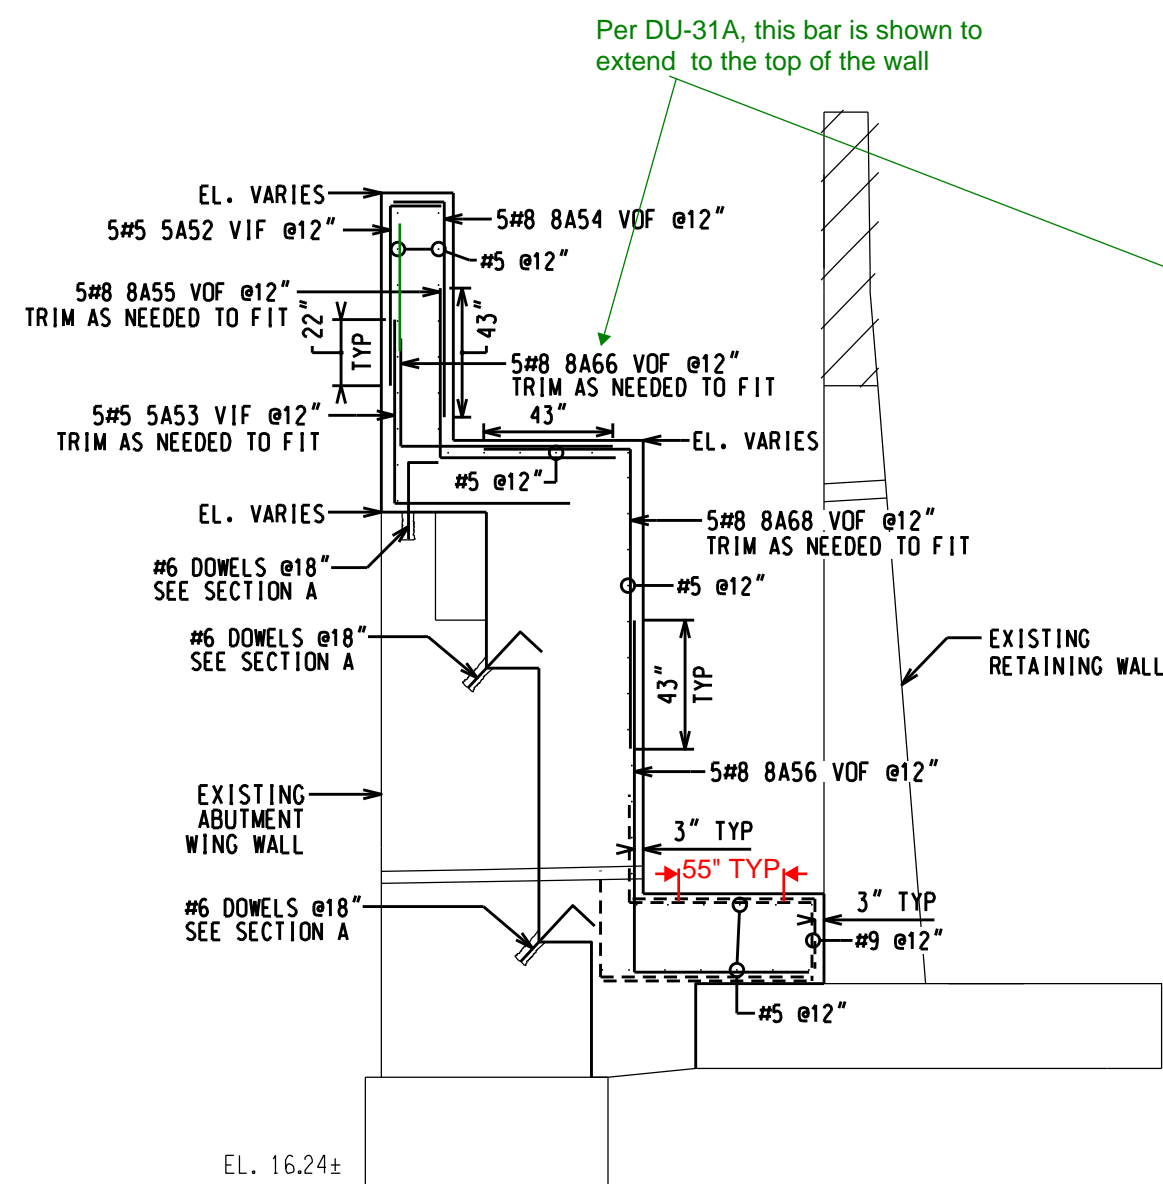 Per DU-31A, this bar is shown to
extend to the top of the wall
EL. VARIES
5#5 5A52 VIF @12"
5#8 8A54 VOF @12"
#5 @12"
5#8 8A55 VOF @12"
TRIM AS NEEDED TO FIT
22"
TYP
43"
5#8 8A66 VOF @12"
TRIM AS NEEDED TO FIT
5#5 5A53 VIF @12"
TRIM AS NEEDED TO FIT
43"
EL. VARIES
#5 @12"
EL. VARIES
5#8 8A68 VOF @12"
TRIM AS NEEDED TO FIT
#6 DOWELS @18"
SEE SECTION A
#5 @12"
#6 DOWELS @18"
SEE SECTION A
EXISTING
RETAINING WALL
43"
TYP
5#8 8A56 VOF @12"
EXISTING
ABUTMENT
WING WALL
3" TYP
55" TYP
#6 DOWELS @18"
SEE SECTION A
3" TYP
#9 @12"
#5 @12"
EL. 16.24±